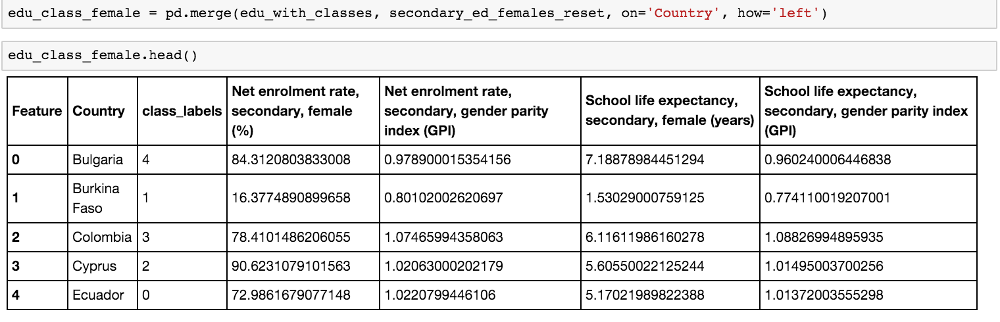 edu_class_female = pd.merge(edu_with_classes, secondary_ed_females_reset, on='Country', how='left')
edu_class_female.head()
Feature Country class_labels Net enrolment rate, secondary, female (%) Net enrolment rate, secondary, gender parity index (GPI) School life expectancy, secondary, female (years) School life expectancy, secondary, gender parity index (GPI)
0 Bulgaria 4 84.3120803833008 0.978900015354156 7.18878984451294 0.960240006446838
1 Burkina Faso 1 16.3774890899658 0.80102002620697 1.53029000759125 0.774110019207001
2 Colombia 3 78.4101486206055 1.07465994358063 6.11611986160278 1.08826994895935
3 Cyprus 2 90.6231079101563 1.02063000202179 5.60550022125244 1.01495003700256
4 Ecuador 0 72.9861679077148 1.0220799446106 5.17021989822388 1.01372003555298